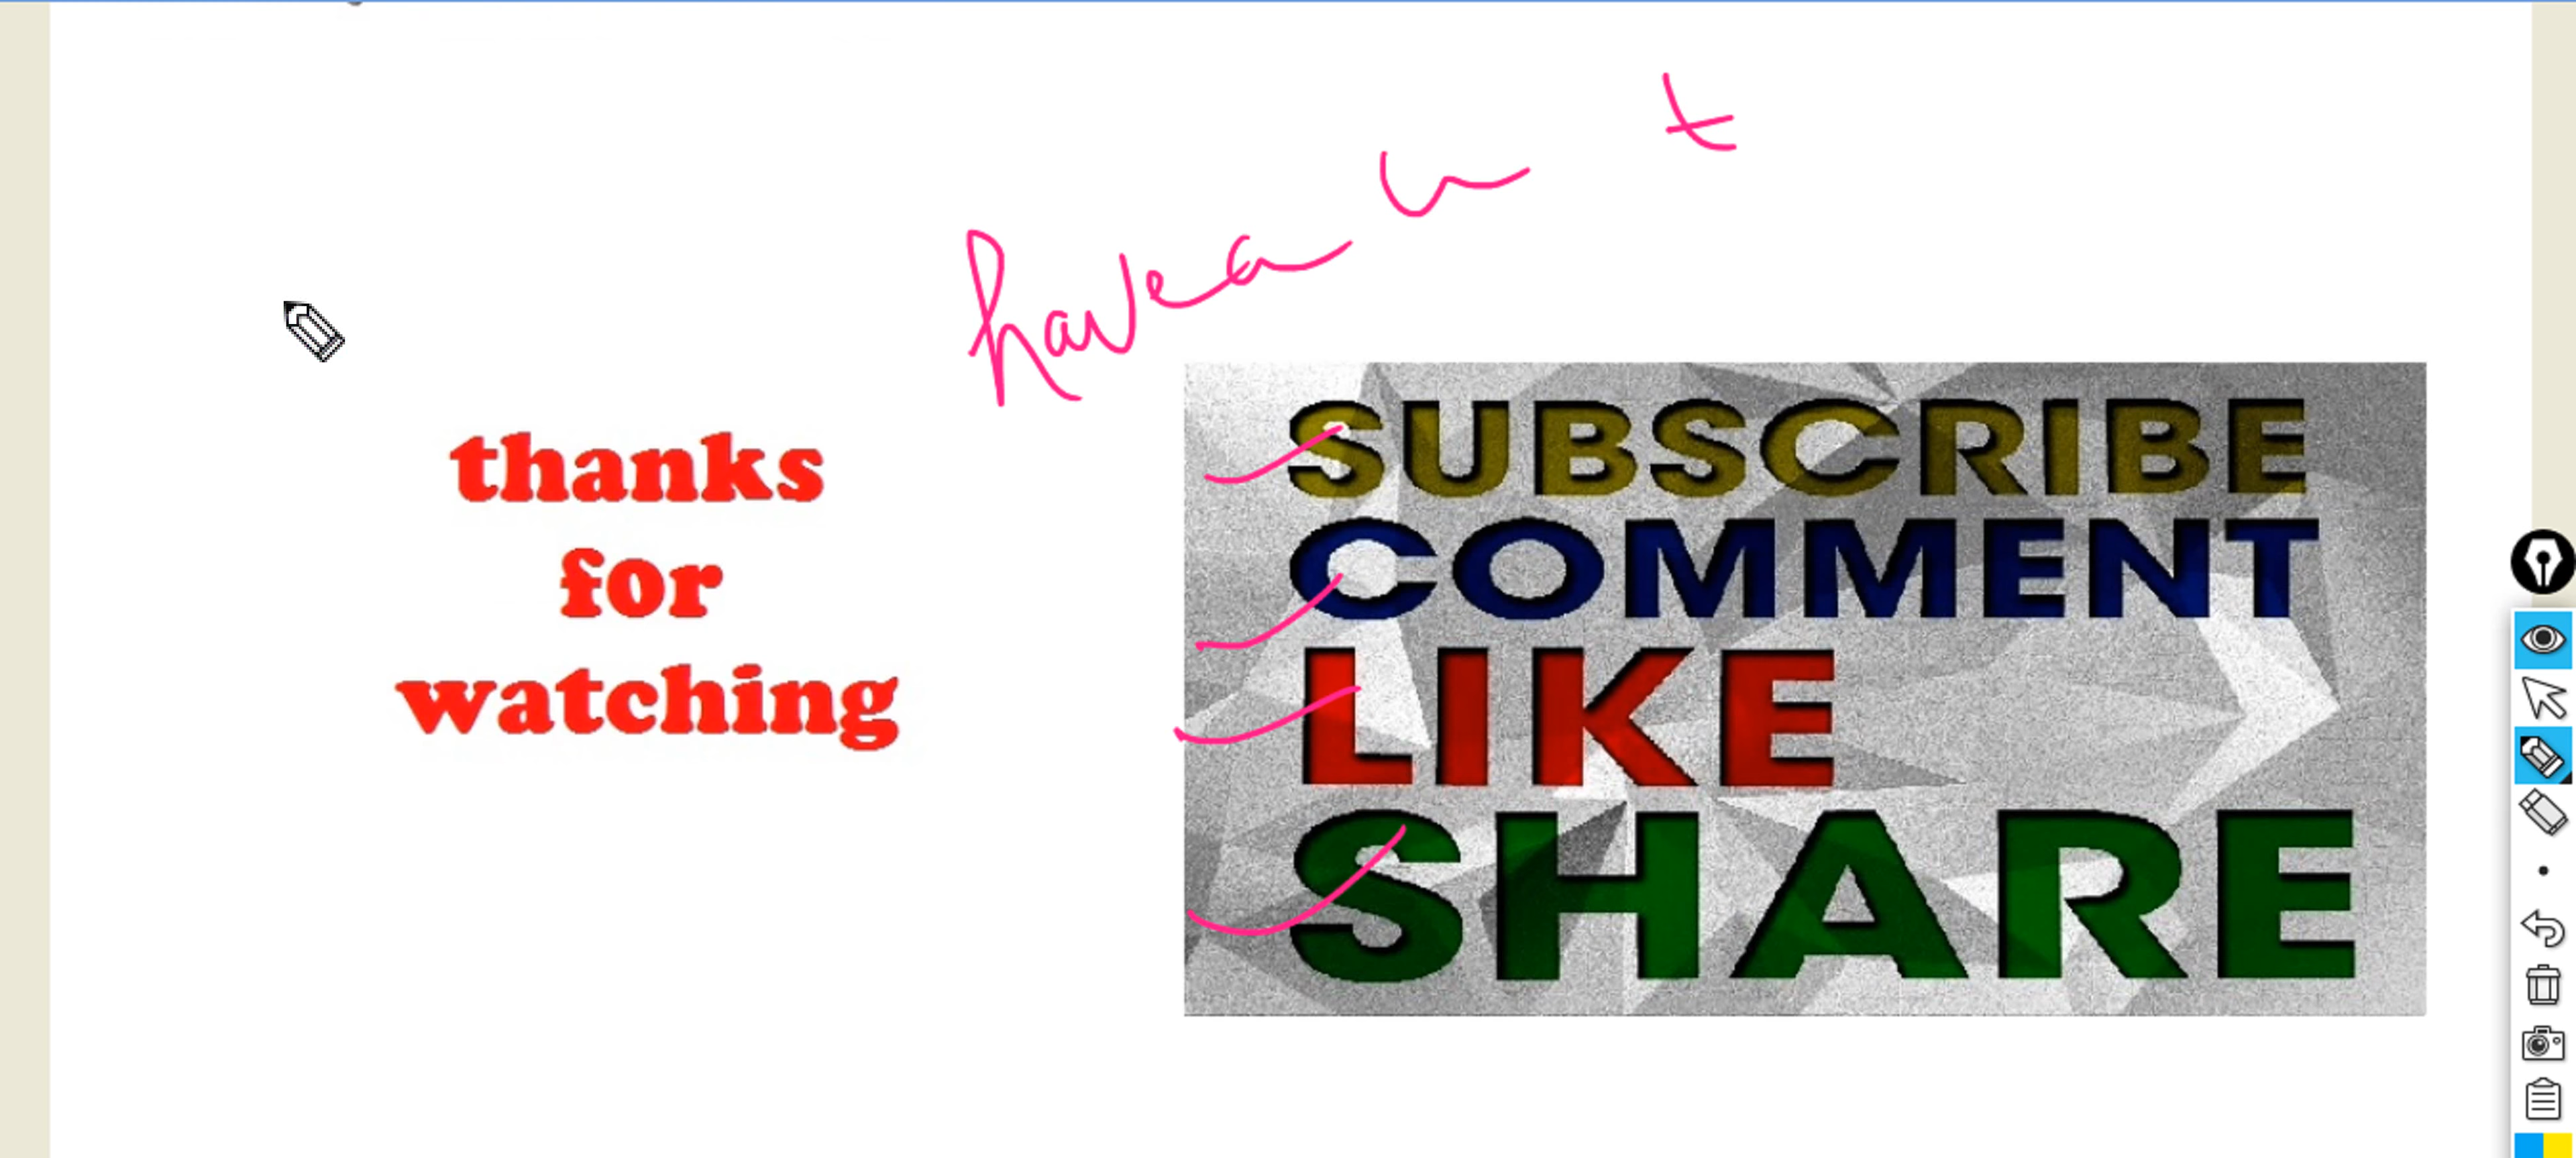 have a
t
thanks
for
watching
SUBSCRIBE
COMMENT
LIKE
SHARE